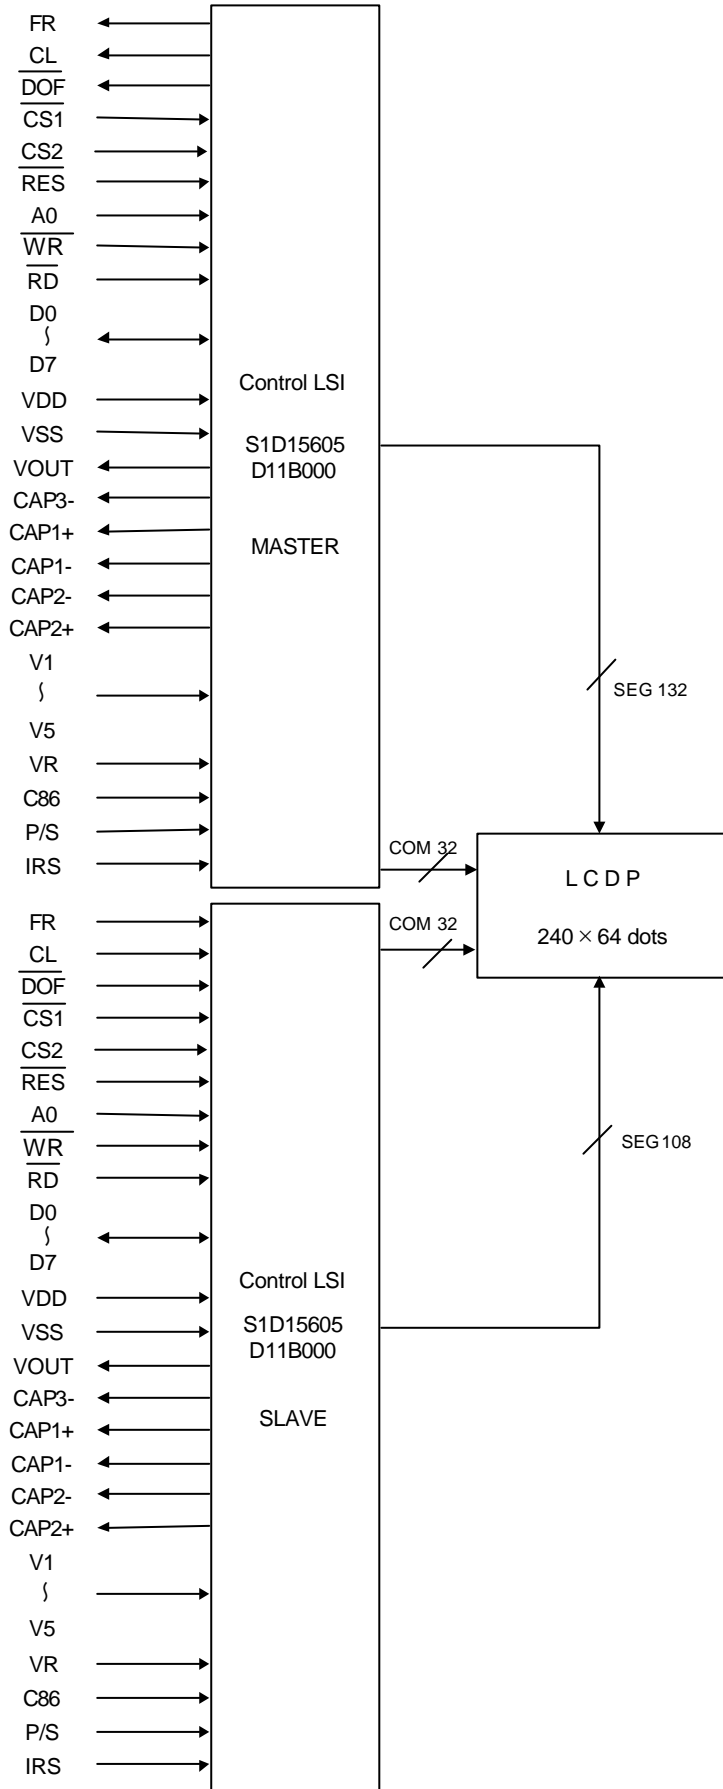 FR
CL
DOF
CS1
CS2
RES
A0
WR
RD
D0
~
D7
VDD
VSS
VOUT
CAP3-
CAP1+
CAP1-
CAP2-
CAP2+
V1
~
V5
VR
C86
P/S
IRS
Control LSI
S1D15605
D11B000
MASTER
SEG 132
COM 32
L C D P
240 × 64 dots
COM 32
SEG 108
FR
CL
DOF
CS1
CS2
RES
A0
WR
RD
D0
~
D7
VDD
VSS
VOUT
CAP3-
CAP1+
CAP1-
CAP2-
CAP2+
V1
~
V5
VR
C86
P/S
IRS
Control LSI
S1D15605
D11B000
SLAVE